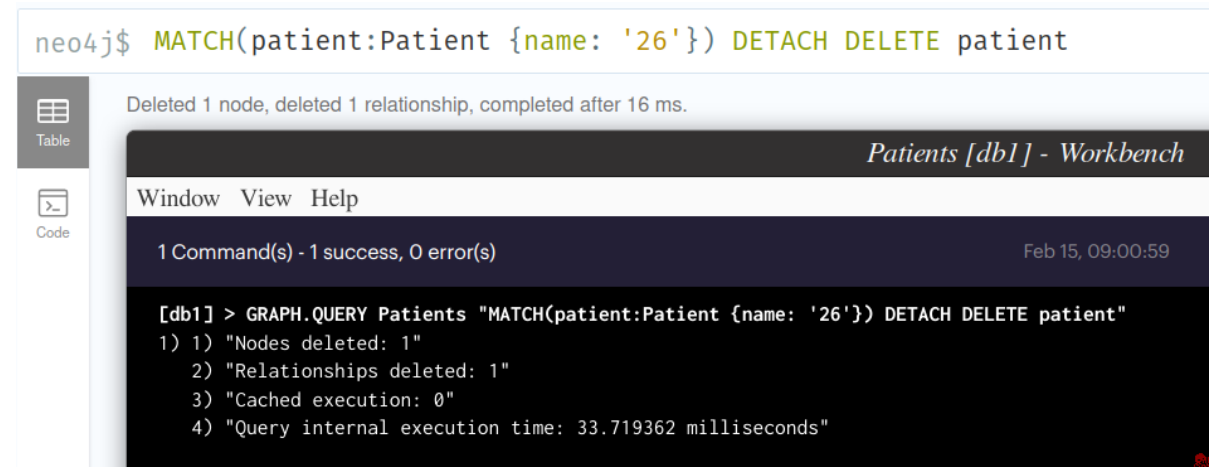 neo4j$ MATCH(patient:Patient {name: '26'}) DETACH DELETE patient
Table
Deleted 1 node, deleted 1 relationship, completed after 16 ms.
Code
Patients [db1] - Workbench
Window View Help
1 Command(s) - 1 success, 0 error(s) Feb 15, 09:00:59
[db1] > GRAPH.QUERY Patients "MATCH(patient:Patient {name: '26'}) DETACH DELETE patient"
1) 1) "Nodes deleted: 1"
2) "Relationships deleted: 1"
3) "Cached execution: 0"
4) "Query internal execution time: 33.719362 milliseconds"